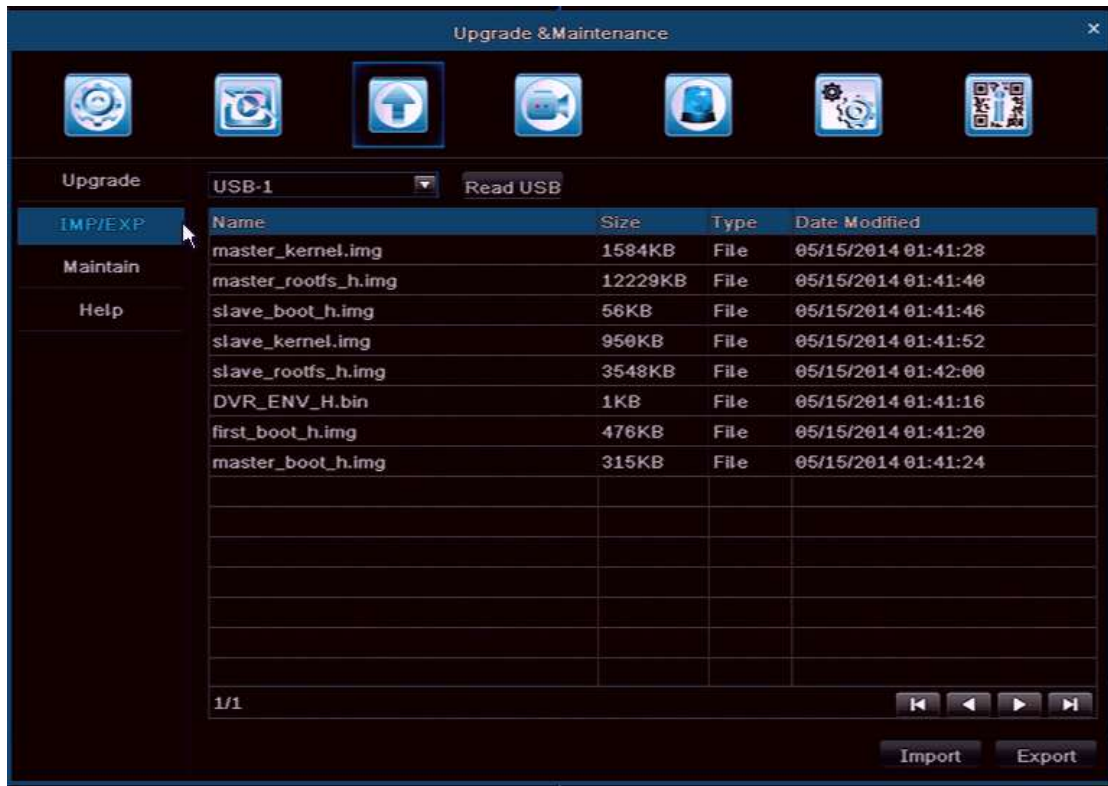 Upgrade &Maintenance
Upgrade
USB-1 Read USB
IMP/EXP
Name Size Type Date Modified
master_kernel.img 1584KB File 05/15/2014 01:41:28
Maintain
master_rootfs_h.img 12229KB File 05/15/2014 01:41:40
Help
slave_boot_h.img 56KB File 05/15/2014 01:41:46
slave_kernel.img 950KB File 05/15/2014 01:41:52
slave_rootfs_h.img 3548KB File 05/15/2014 01:42:00
DVR_ENV_H.bin 1KB File 05/15/2014 01:41:16
first_boot_h.img 476KB File 05/15/2014 01:41:20
master_boot_h.img 315KB File 05/15/2014 01:41:24
1/1
Import Export